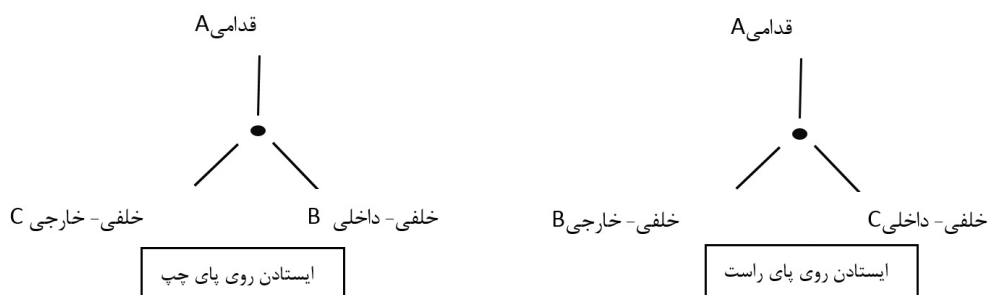 قدامیA
قدامیA
خلفی- خارجی C
خلفی- داخلی B
خلفی- خارجیB
خلفی- داخلیC
ایستادن روی پای چپ
ایستادن روی پای راست